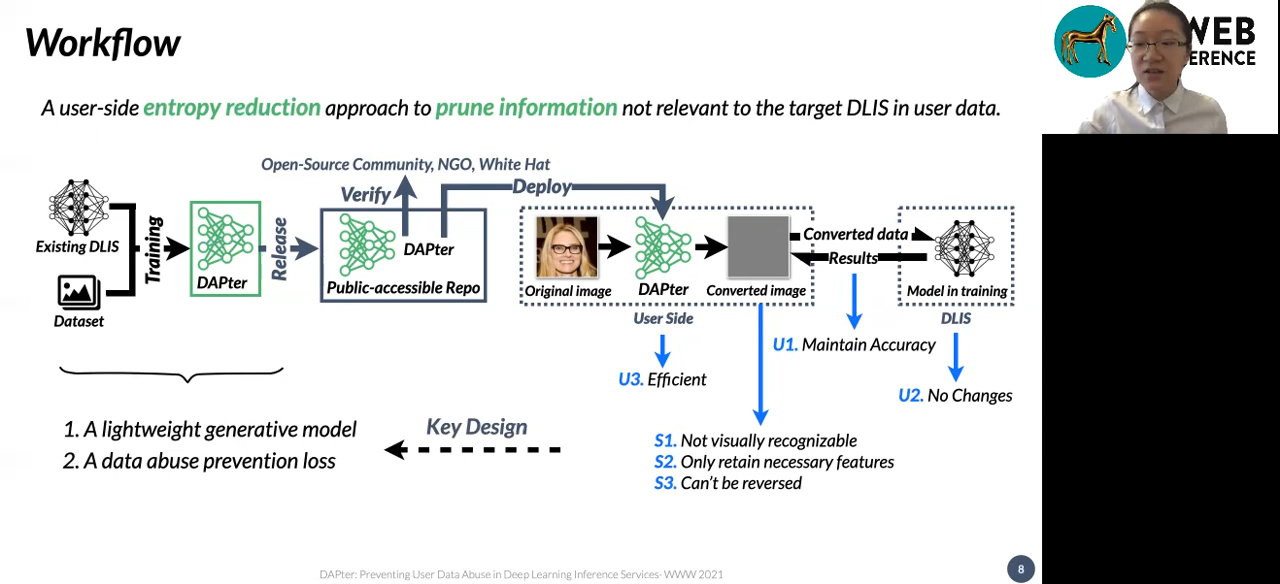 Workflow
WEB
ERENCE
A user-side entropy reduction approach to prune information not relevant to the target DLIS in user data.
Open-Source Community, NGO, White Hat
Verify
Deploy
Existing DLIS
Training
DAPter
Release
DAPter
Public-accessible Repo
Original image
DAPter
Converted image
Converted data
Results
Model in training
Dataset
User Side
DLIS
U1. Maintain Accuracy
U3. Efficient
U2. No Changes
1. A lightweight generative model
2. A data abuse prevention loss
Key Design
S1. Not visually recognizable
S2. Only retain necessary features
S3. Can't be reversed
DAPter: Preventing User Data Abuse in Deep Learning Inference Services- WWW 2021
8